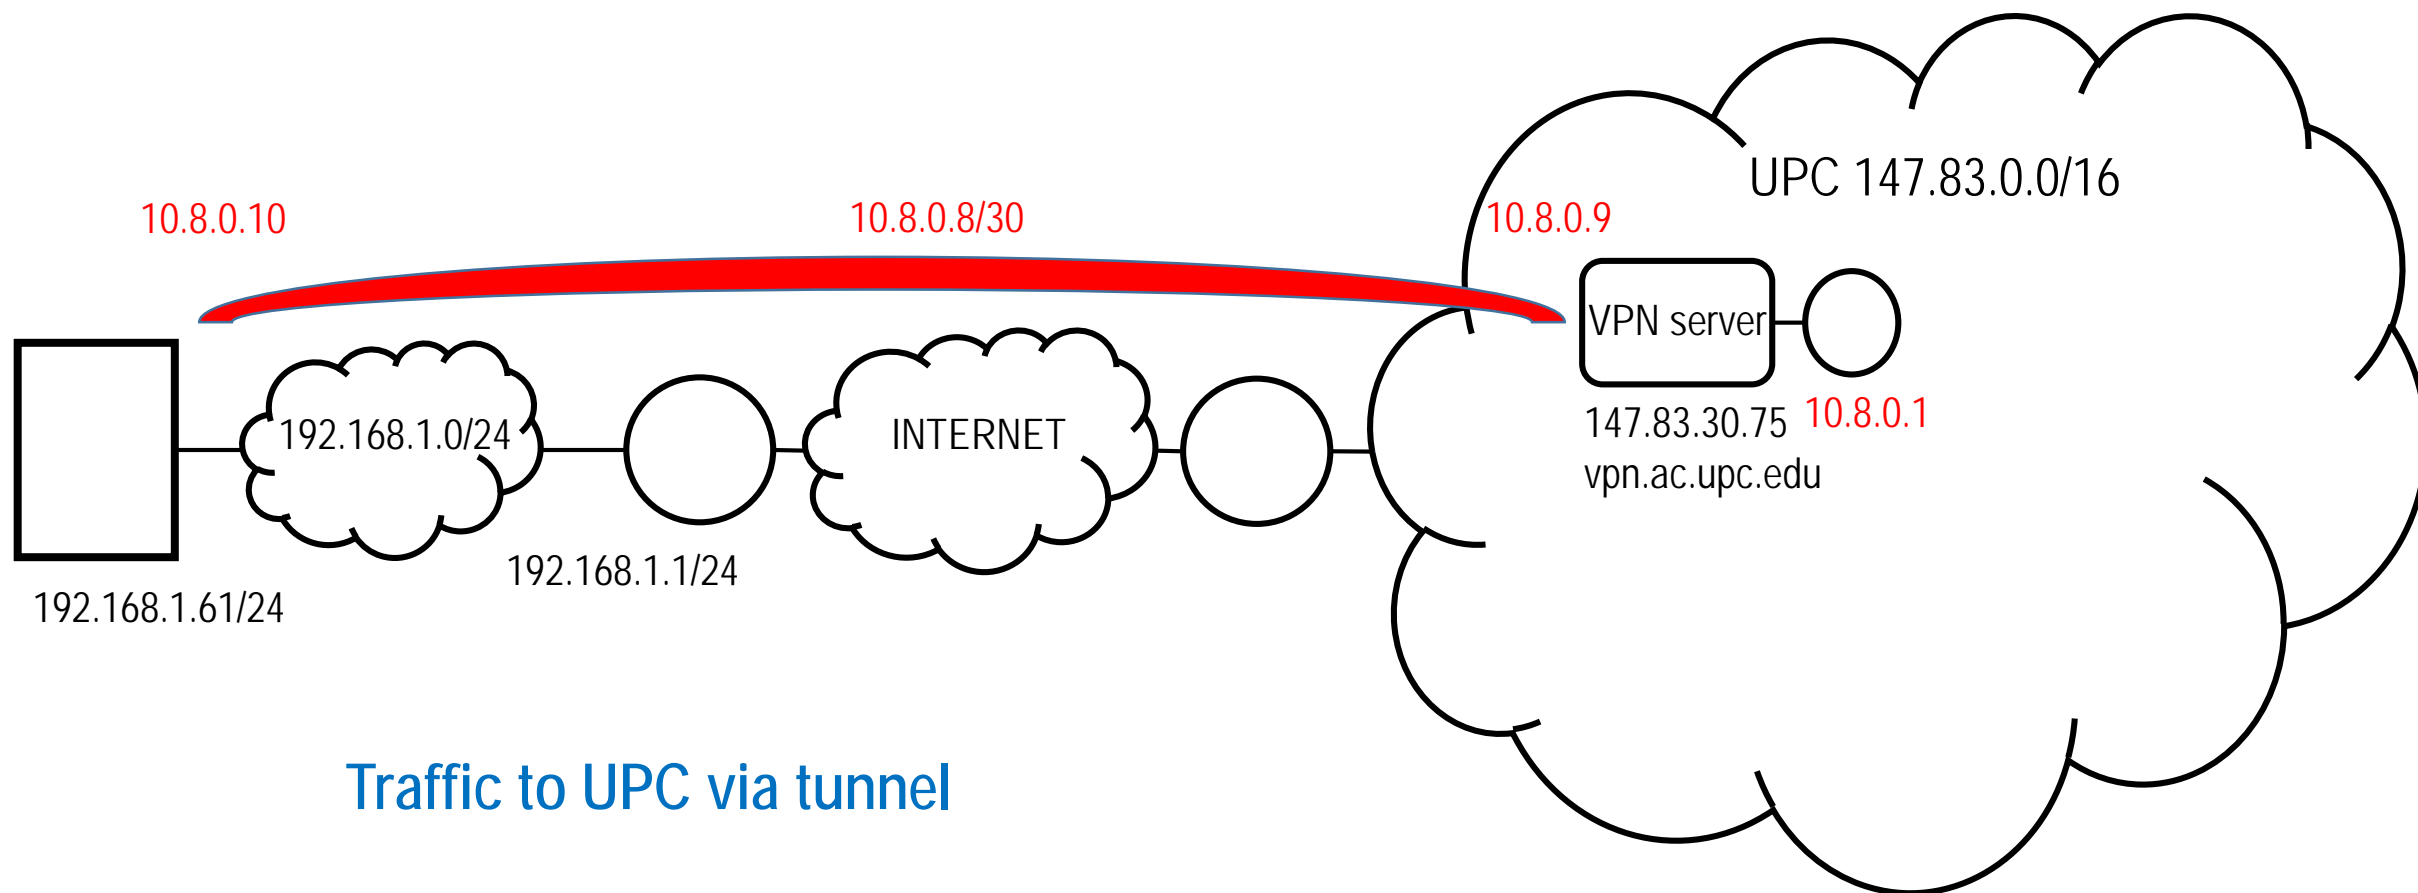 UPC 147.83.0.0/16
10.8.0.10
10.8.0.8/30
10.8.0.9
VPN server
192.168.1.0/24
INTERNET
147.83.30.75
10.8.0.1
vpn.ac.upc.edu
192.168.1.1/24
192.168.1.61/24
Traffic to UPC via tunnel